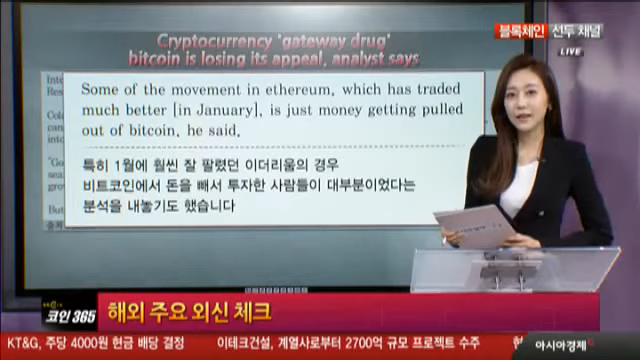 블록체인 선두 채널
LIVE
Cryptocurrency 'gateway drug'
bitcoin is losing its appeal, analyst says
Some of the movement in ethereum, which has traded
much better [in January], is just money getting pulled
out of bitcoin, he said.
특히 1월에 훨씬 잘 팔렸던 이더리움의 경우
비트코인에서 돈을 빼서 투자한 사람들이 대부분이었다는
분석을 내놓기도 했습니다
코인 365
해외 주요 외신 체크
KT&G, 주당 4000원 현금 배당 결정 이테크건설, 계열사로부터 2700억 규모 프로젝트 수주
아시아경제